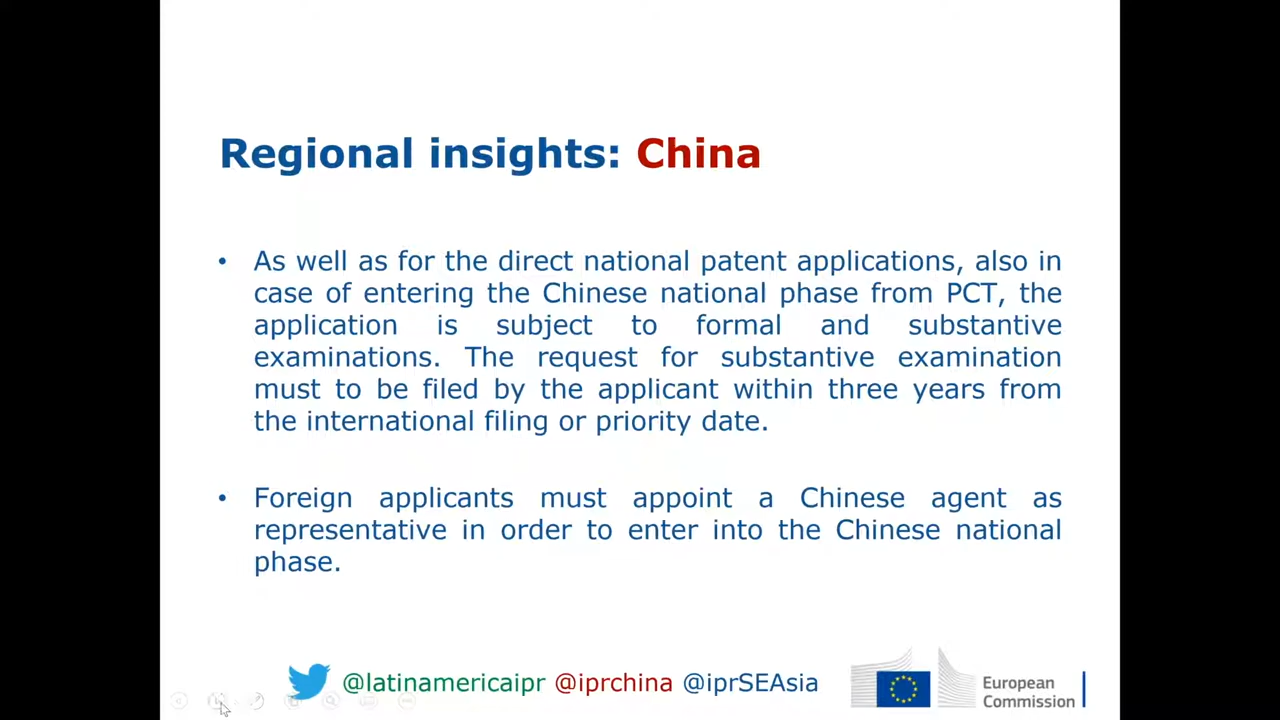 Regional insights: China
• As well as for the direct national patent applications, also in
case of entering the Chinese national phase from PCT, the
application is subject to formal and substantive
examinations. The request for substantive examination
must to be filed by the applicant within three years from
the international filing or priority date.
• Foreign applicants must appoint a Chinese agent as
representative in order to enter into the Chinese national
phase.
@latinamericaipr @iprchina @iprSEAsia
European
Commission